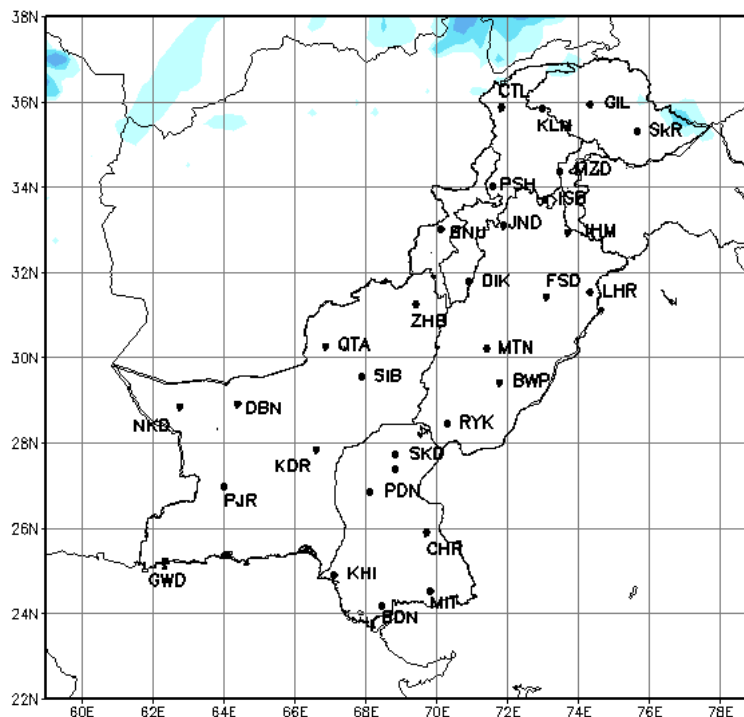 38N
36N
CTL
GIL
KLM
SkR
34N
MZD
PSH
ISB
JND
JHM
BNU
32N
DIK
FSD
LHR
ZHB
30N
QTA
MTN
SIB
BWP
DBN
NKD
RYK
28N
SKD
KDR
PDN
PJR
26N
CHR
KHI
GWD
24N
MIT
BDN
22N
60E 62E 64E 66E 68E 70E 72E 74E 76E 78E